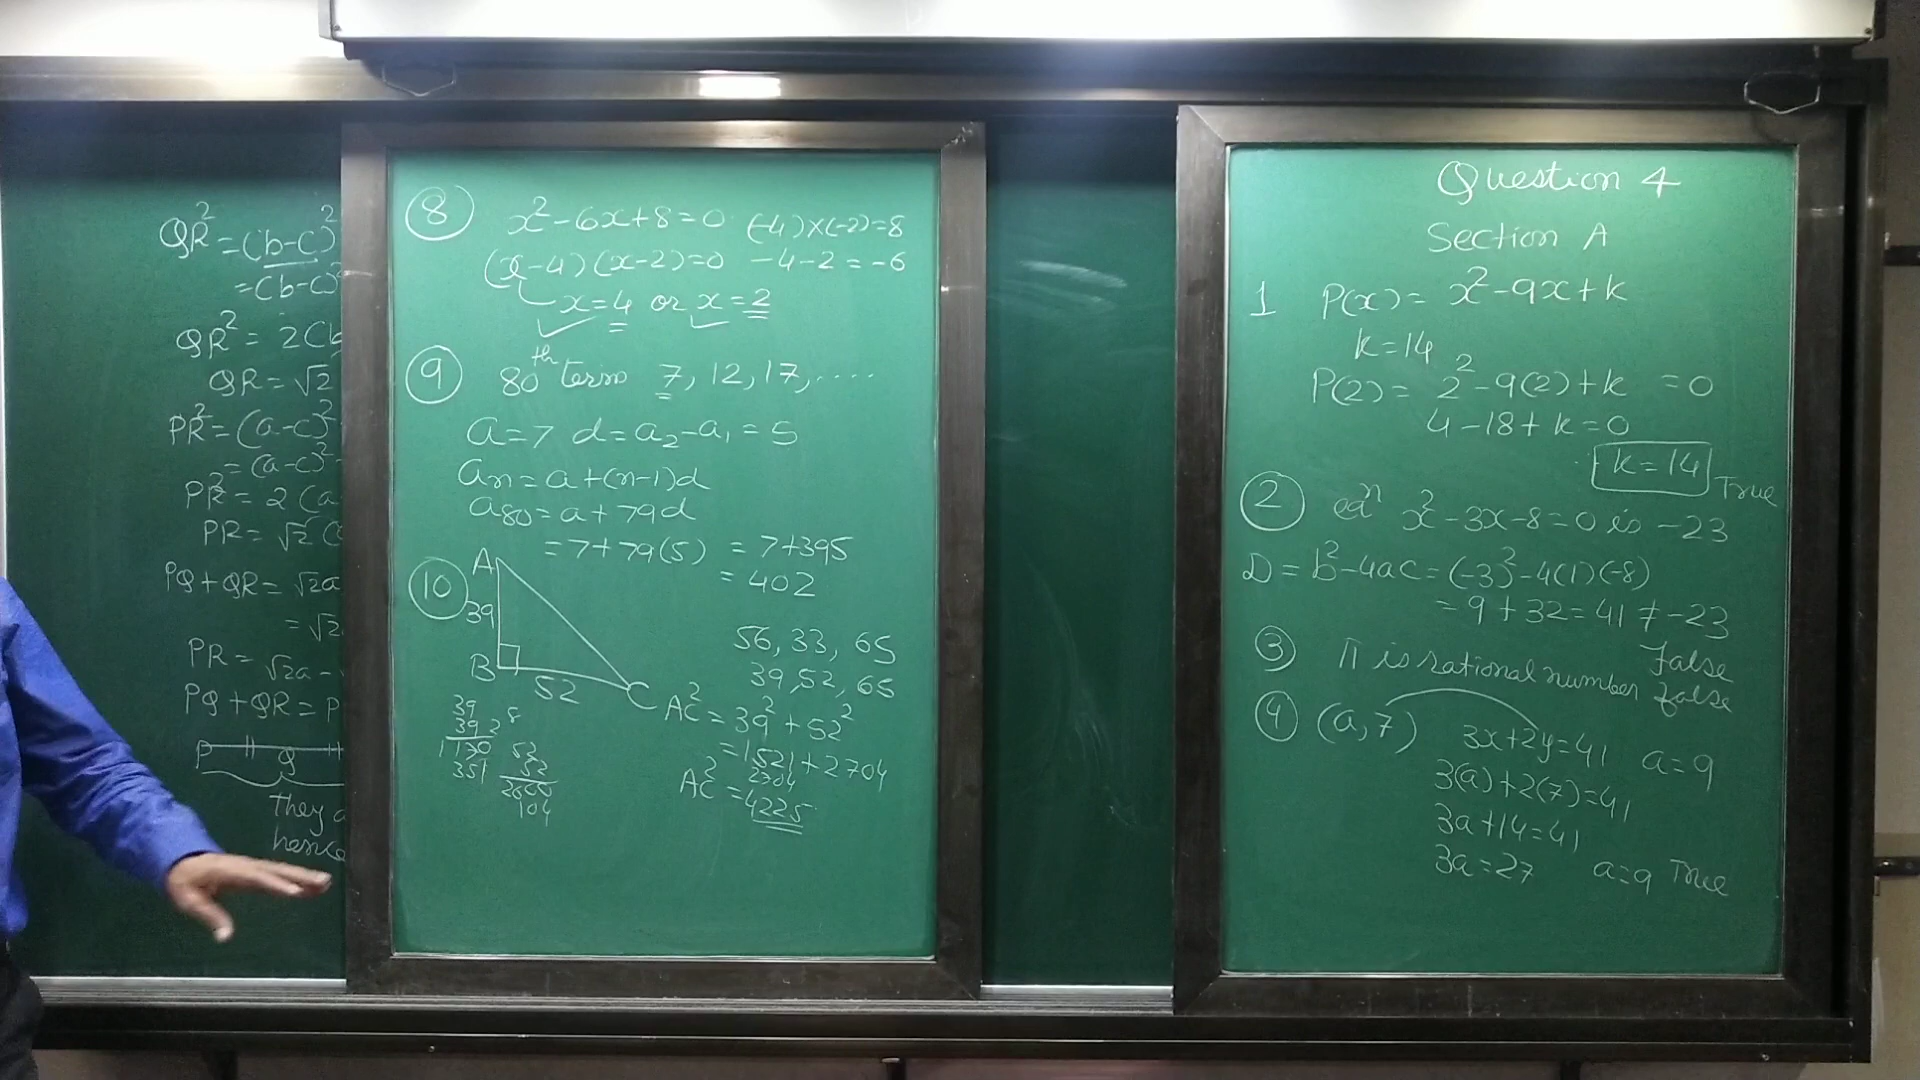 QR² = (b-c)²
= (b-c)²
QR² = 2(b
QR = √2
PR² = (a-c)²
= (a-c)²
PR² = 2(a
PR = √2(
PQ + QR = √2a
= √2
PR = √2a -
PQ + QR = P
P Q
They a
hence
⑧ x² - 6x + 8 = 0 (-4)×(-2) = 8
(x-4)(x-2) = 0 -4-2 = -6
x = 4 or x = 2
⑨ 80th term 7, 12, 17, ....
a = 7 d = a₂ - a₁ = 5
an = a + (n-1)d
a80 = a + 79d
= 7 + 79(5) = 7 + 395
= 402
⑩ A
39
B 52 C
56, 33, 65
39, 52, 65
AC² = 39² + 52²
= 1521 + 2704
2704
AC² = 4225
39
39
351
52
52
104
Question 4
Section A
1 P(x) = x² - 9x + k
k = 14
P(2) = 2² - 9(2) + k = 0
4 - 18 + k = 0
k = 14 True
② eqn x² - 3x - 8 = 0 is -23
D = b² - 4ac = (-3)² - 4(1)(-8)
= 9 + 32 = 41 ≠ -23
False
③ π is rational number False
④ (a, 7) 3x + 2y = 41 a = 9
3(a) + 2(7) = 41
3a + 14 = 41
3a = 27 a = 9 True